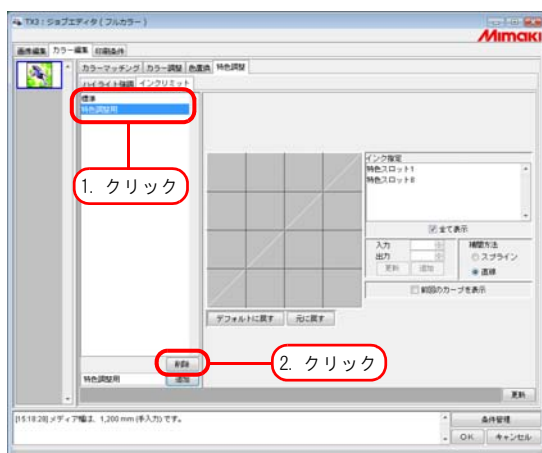 TX3 : ジョブエディタ ( フルカラー )
Mimaki
画像編集 カラー編集 印刷条件
カラーマッチング カラー調整 色置換 特色調整
ハイライト強調 インクリミット
標準
特色調整用
1. クリック
インク指定
特色スロット1
特色スロット8
全て表示
入力
出力
更新 追加
補間方法
スプライン
直線
前回のカーブを表示
デフォルトに戻す 元に戻す
削除
2. クリック
特色調整用 追加
更新
[15:18:28] メディア幅は、1,200 mm (手入力) です。
条件管理
OK キャンセル